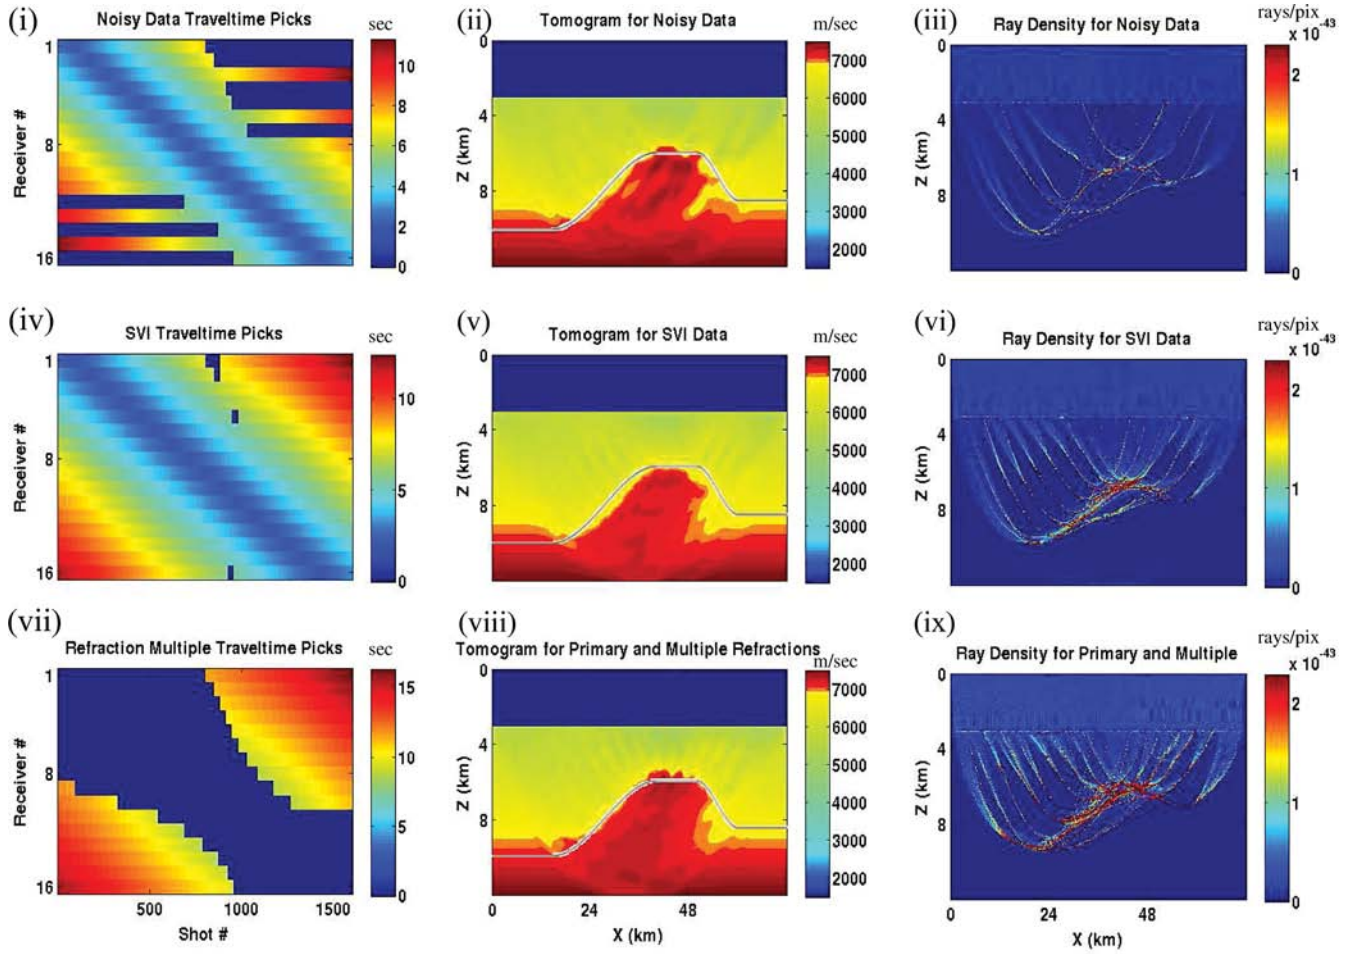 (i)
Noisy Data Traveltime Picks
sec
1
8
16
Receiver #
10
8
6
4
2
0
(ii)
Tomogram for Noisy Data
m/sec
0
4
8
Z (km)
7000
6000
5000
4000
3000
2000
(iii)
Ray Density for Noisy Data
rays/pix
x 10-43
0
4
8
Z (km)
2
1
0
(iv)
SVI Traveltime Picks
sec
1
8
16
Receiver #
10
5
0
(v)
Tomogram for SVI Data
m/sec
0
4
8
Z (km)
7000
6000
5000
4000
3000
2000
(vi)
Ray Density for SVI Data
rays/pix
x 10-43
0
4
8
Z (km)
2
1
0
(vii)
Refraction Multiple Traveltime Picks
sec
1
8
16
Receiver #
500
1000
1500
Shot #
15
10
5
0
(viii)
Tomogram for Primary and Multiple Refractions
m/sec
0
4
8
Z (km)
0
24
48
X (km)
7000
6000
5000
4000
3000
2000
(ix)
Ray Density for Primary and Multiple
rays/pix
x 10-43
0
4
8
Z (km)
0
24
48
X (km)
2
1
0